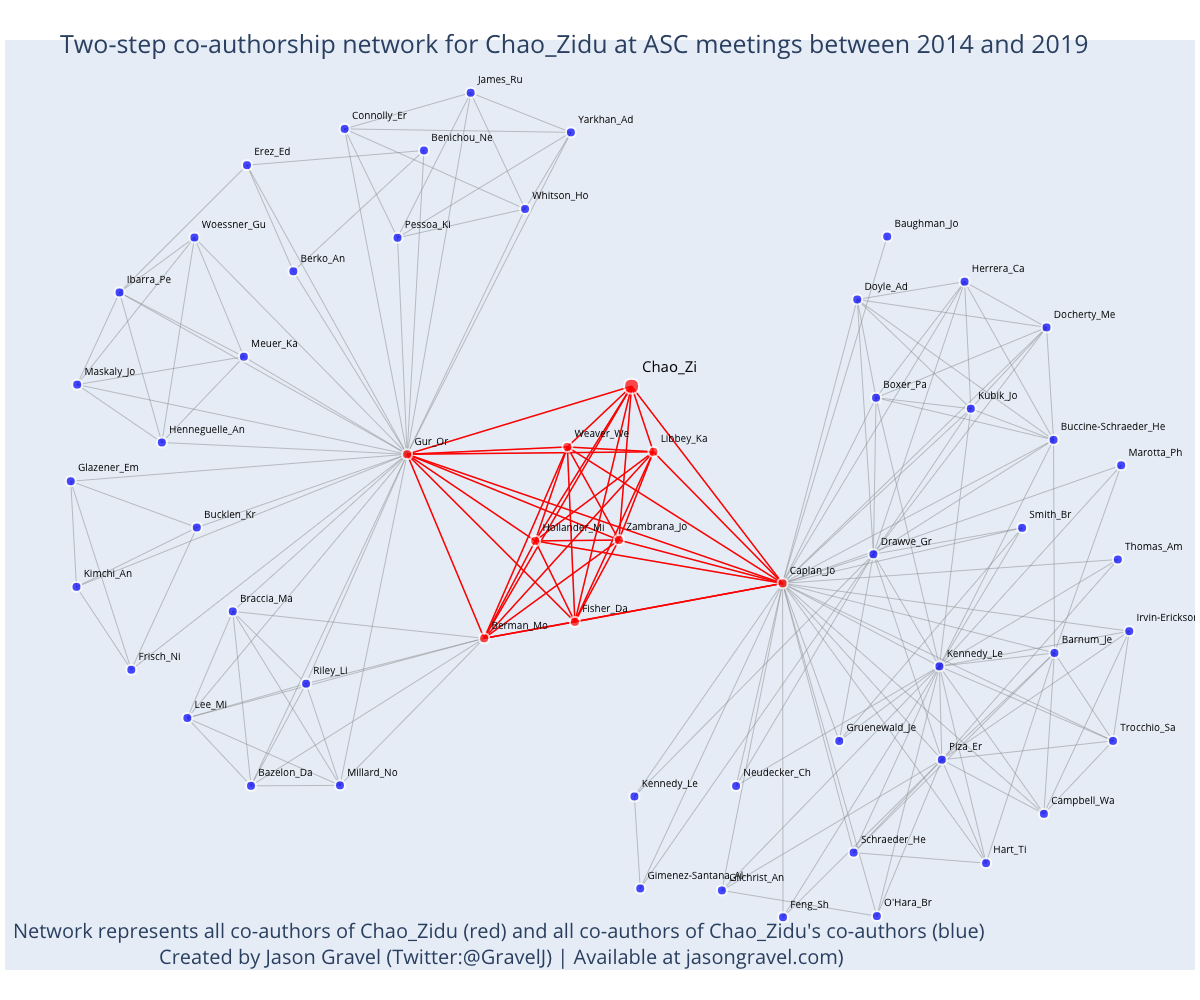 Two-step co-authorship network for Chao_Zidu at ASC meetings between 2014 and 2019
James_Ru
Connolly_Er
Yarkhan_Ad
Benichou_Ne
Erez_Ed
Whitson_Ho
Woessner_Gu
Pessoa_Ki
Baughman_Jo
Berko_An
Herrera_Ca
Ibarra_Pe
Doyle_Ad
Docherty_Me
Meuer_Ka
Maskaly_Jo
Chao_Zi
Boxer_Pa
Kubik_Jo
Henneguelle_An
Gur_Or
Weaver_We
Libbey_Ka
Buccine-Schraeder_He
Marotta_Ph
Glazener_Em
Bucklen_Kr
Hollander_Mi
Zambrana_Jo
Smith_Br
Drawve_Gr
Thomas_Am
Kimchi_An
Caplan_Jo
Braccia_Ma
Fisher_Da
Berman_Mo
Irvin-Erickson
Barnum_Je
Frisch_Ni
Riley_Li
Kennedy_Le
Lee_Mi
Gruenewald_Je
Trocchio_Sa
Piza_Er
Bazelon_Da
Millard_No
Kennedy_Le
Neudecker_Ch
Campbell_Wa
Schraeder_He
Hart_Ti
Gimenez-Santana_Al
Gilchrist_An
Feng_Sh
O'Hara_Br
Network represents all co-authors of Chao_Zidu (red) and all co-authors of Chao_Zidu's co-authors (blue)
Created by Jason Gravel (Twitter:@GravelJ) | Available at jasongravel.com)